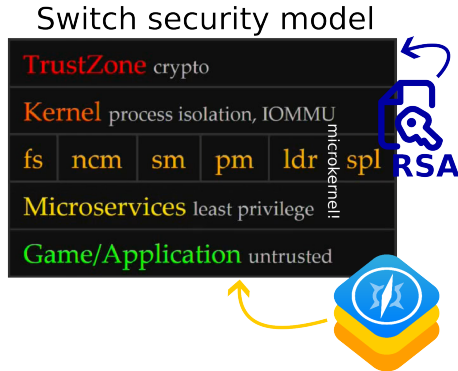 Switch security model
TrustZone crypto
Kernel process isolation, IOMMU
fs ncm sm pm ldr spl
microkernel!
RSA
Microservices least privilege
Game/Application untrusted